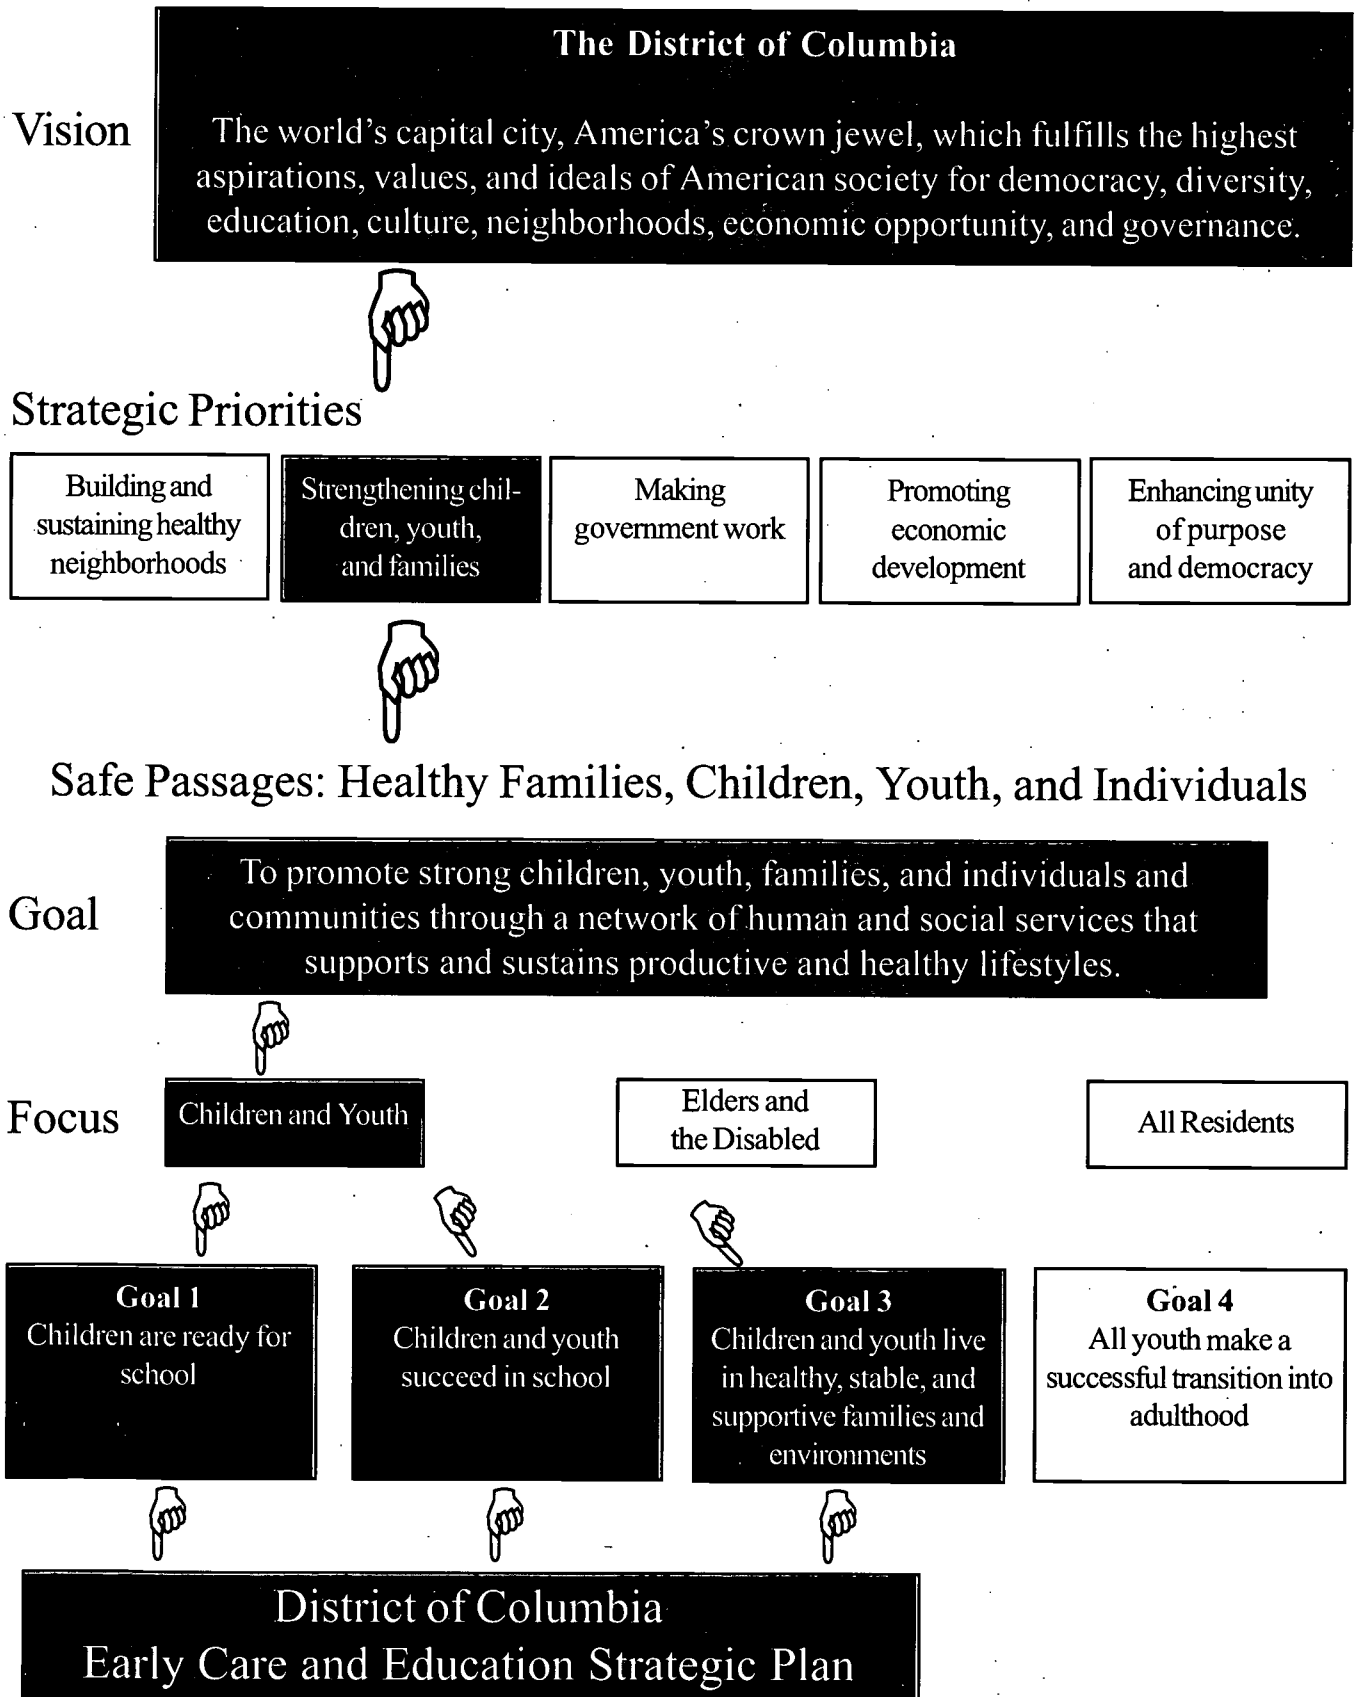 The District of Columbia
Vision
The world's capital city, America's crown jewel, which fulfills the highest
aspirations, values, and ideals of American society for democracy, diversity,
education, culture, neighborhoods, economic opportunity, and governance.
Strategic Priorities
Building and
sustaining healthy
neighborhoods
Strengthening chil-
dren, youth,
and families
Making
government work
Promoting
economic
development
Enhancing unity
of purpose
and democracy
Safe Passages: Healthy Families, Children, Youth, and Individuals
Goal
To promote strong children, youth, families, and individuals and
communities through a network of human and social services that
supports and sustains productive and healthy lifestyles.
Focus
Children and Youth
Elders and
the Disabled
All Residents
Goal 1
Children are ready for
school
Goal 2
Children and youth
succeed in school
Goal 3
Children and youth live
in healthy, stable, and
supportive families and
environments
Goal 4
All youth make a
successful transition into
adulthood
District of Columbia
Early Care and Education Strategic Plan